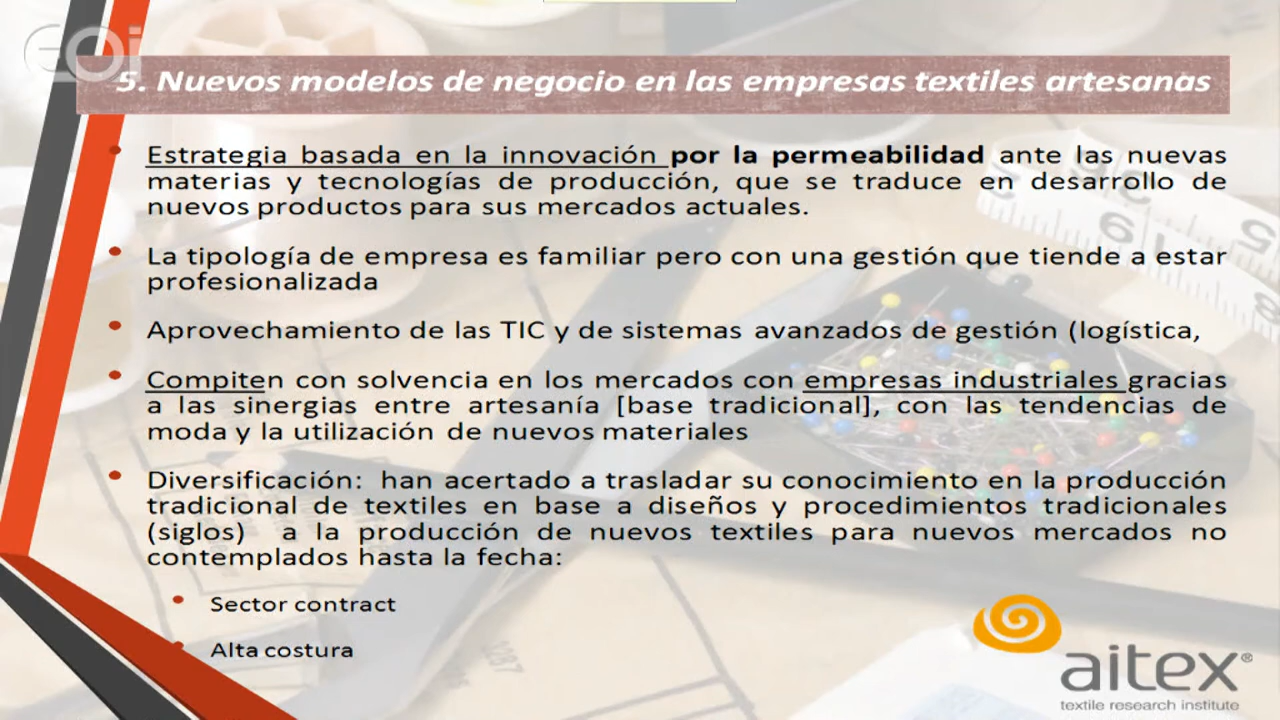 EOi
5. Nuevos modelos de negocio en las empresas textiles artesanas
Estrategia basada en la innovación por la permeabilidad ante las nuevas
materias y tecnologías de producción, que se traduce en desarrollo de
nuevos productos para sus mercados actuales.
La tipología de empresa es familiar pero con una gestión que tiende a estar
profesionalizada
Aprovechamiento de las TIC y de sistemas avanzados de gestión (logística,
Compiten con solvencia en los mercados con empresas industriales gracias
a las sinergias entre artesanía [base tradicional], con las tendencias de
moda y la utilización de nuevos materiales
Diversificación: han acertado a trasladar su conocimiento en la producción
tradicional de textiles en base a diseños y procedimientos tradicionales
(siglos) a la producción de nuevos textiles para nuevos mercados no
contemplados hasta la fecha:
Sector contract
Alta costura
aitex®
textile research institute